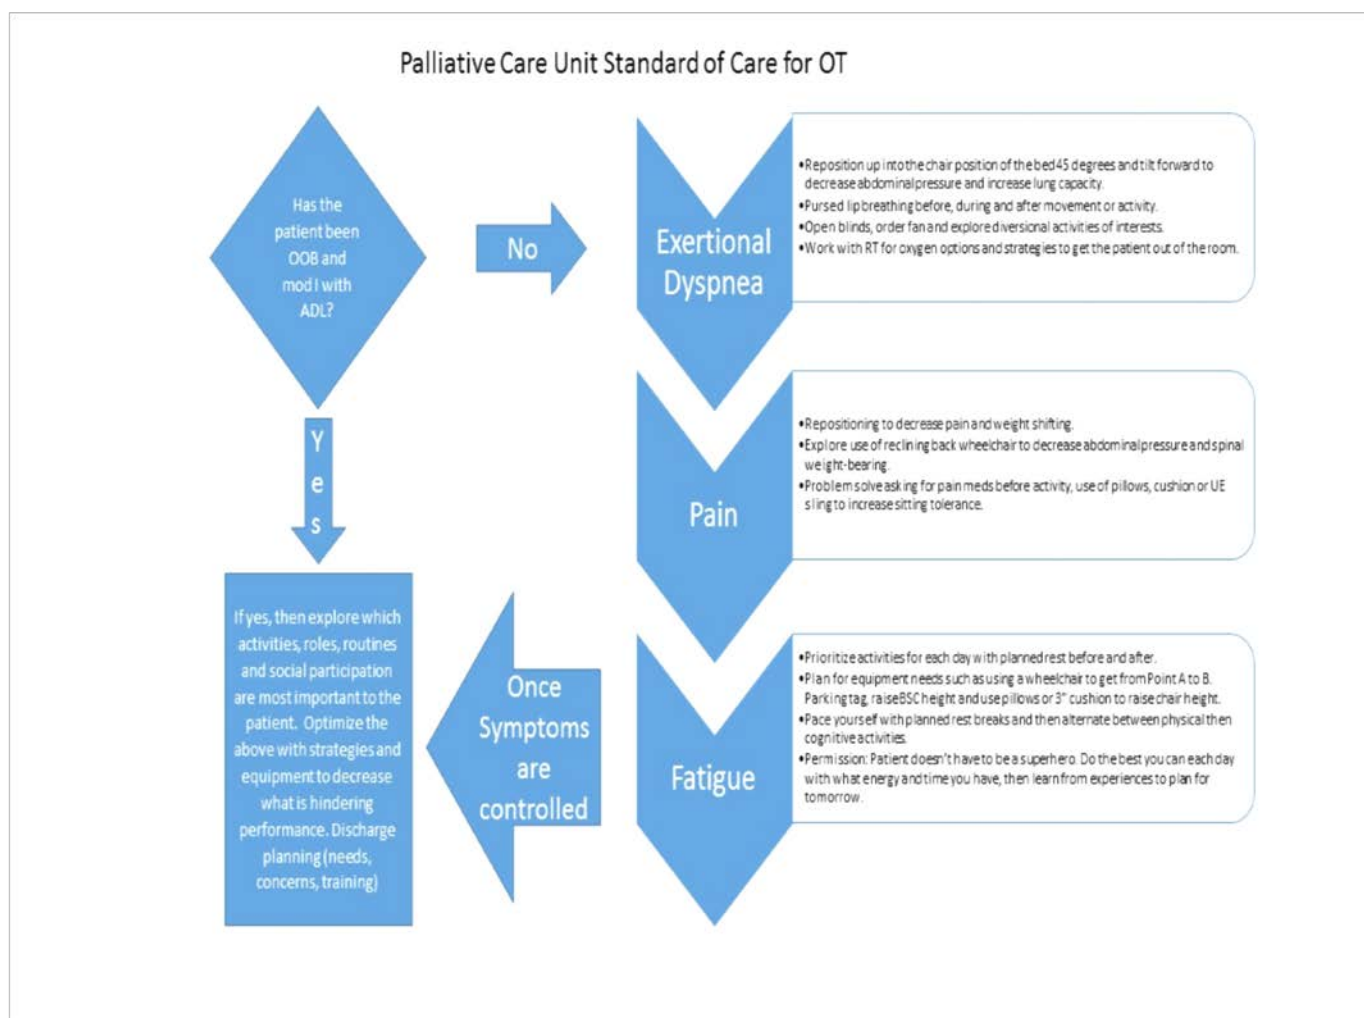 Palliative Care Unit Standard of Care for OT
Has the
patient been
OOB and
mod I with
ADL?
No
Y
e
s
If yes, then explore which
activities, roles, routines
and social participation
are most important to the
patient. Optimize the
above with strategies and
equipment to decrease
what is hindering
performance. Discharge
planning (needs,
concerns, training)
Exertional
Dyspnea
•Reposition up into the chair position of the bed 45 degrees and tilt forward to
decrease abdominal pressure and increase lung capacity.
•Pursed lip breathing before, during and after movement or activity.
•Open blinds, order fan and explore diversional activities of interests.
•Work with RT for oxygen options and strategies to get the patient out of the room.
Pain
•Repositioning to decrease pain and weight shifting.
•Explore use of reclining back wheelchair to decrease abdominal pressure and spinal
weight-bearing.
•Problem solve asking for pain meds before activity, use of pillows, cushion or UE
sling to increase sitting tolerance.
Fatigue
•Prioritize activities for each day with planned rest before and after.
•Plan for equipment needs such as using a wheelchair to get from Point A to B.
Parking tag, raise BSC height and use pillows or 3" cushion to raise chair height.
•Pace yourself with planned rest breaks and then alternate between physical then
cognitive activities.
•Permission: Patient doesn't have to be a superhero. Do the best you can each day
with what energy and time you have, then learn from experiences to plan for
tomorrow.
Once
Symptoms
are
controlled